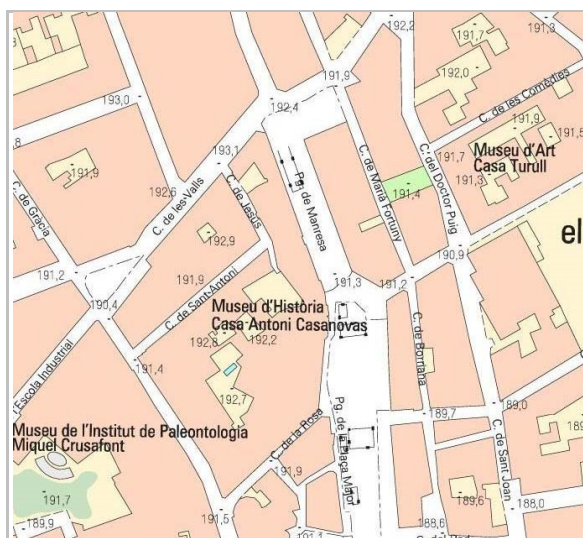 192,2
191,7
191,3
191,9
192,0
193,0
192,4
C. de les Comèdies
191,9
193,1
191,5
191,7
Museu d'Art
Casa Turull
191,3
191,9
192,6
C. de les Valls
C. de Jesús
Pg. de Manresa
C. de Marià Fortuny
191,4
C. del Doctor Puig
C. de Gràcia
192,9
el
190,9
191,2
191,9
191,3
191,2
C. de Sant Antoni
Museu d'Història
Casa Antoni Casanovas
190,4
192,8
192,2
C. de Borriana
Escola Industrial
191,4
192,7
Pg. de la Plaça Major
189,7
189,0
C. de la Rosa
Museu de l'Institut de Paleontologia
Miquel Crusafont
C. de Sant Joan
191,9
191,7
191,5
189,6
188,0
189,9
188,6